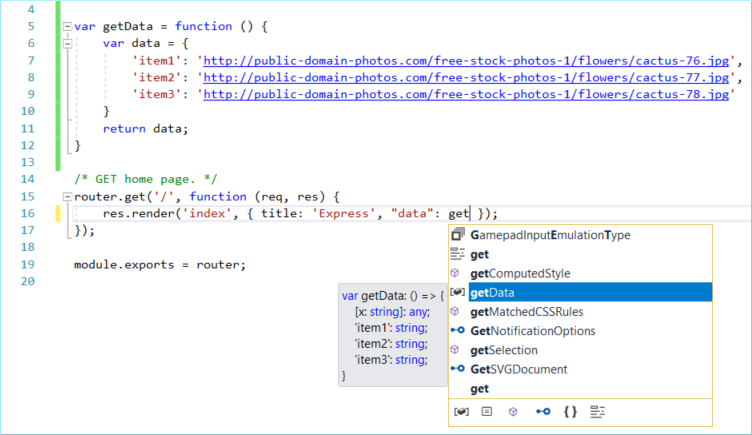 4
5 var getData = function () {
6 var data = {
7 'item1': 'http://public-domain-photos.com/free-stock-photos-1/flowers/cactus-76.jpg',
8 'item2': 'http://public-domain-photos.com/free-stock-photos-1/flowers/cactus-77.jpg',
9 'item3': 'http://public-domain-photos.com/free-stock-photos-1/flowers/cactus-78.jpg'
10 }
11 return data;
12 }
13
14 /* GET home page. */
15 router.get('/', function (req, res) {
16 res.render('index', { title: 'Express', "data": get });
17 });
18
19 module.exports = router;
20
GamepadInputEmulationType
get
getComputedStyle
getData
getMatchedCSSRules
GetNotificationOptions
getSelection
GetSVGDocument
get
var getData: () => {
[x: string]: any;
'item1': string;
'item2': string;
'item3': string;
}